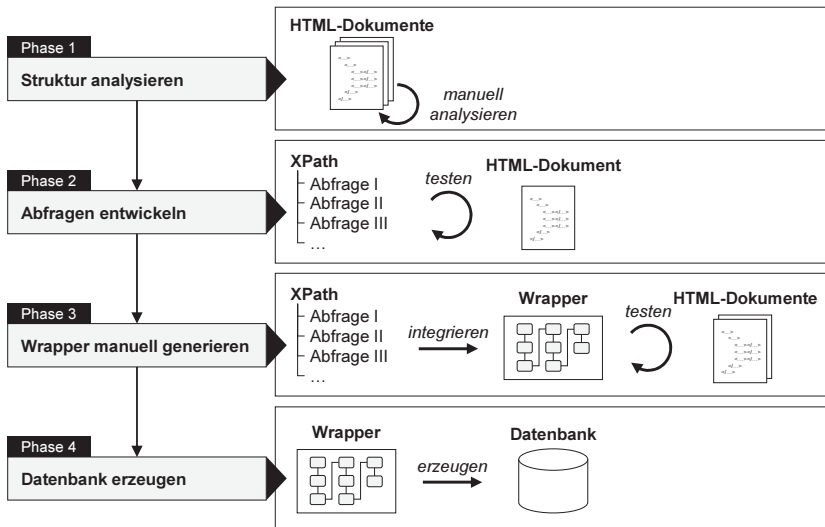 Phase 1
Struktur analysieren
HTML-Dokumente
manuell
analysieren
Phase 2
Abfragen entwickeln
XPath
Abfrage I
Abfrage II
Abfrage III
…
testen
HTML-Dokument
Phase 3
Wrapper manuell generieren
XPath
Abfrage I
Abfrage II
Abfrage III
…
integrieren
Wrapper
testen
HTML-Dokumente
Phase 4
Datenbank erzeugen
Wrapper
erzeugen
Datenbank